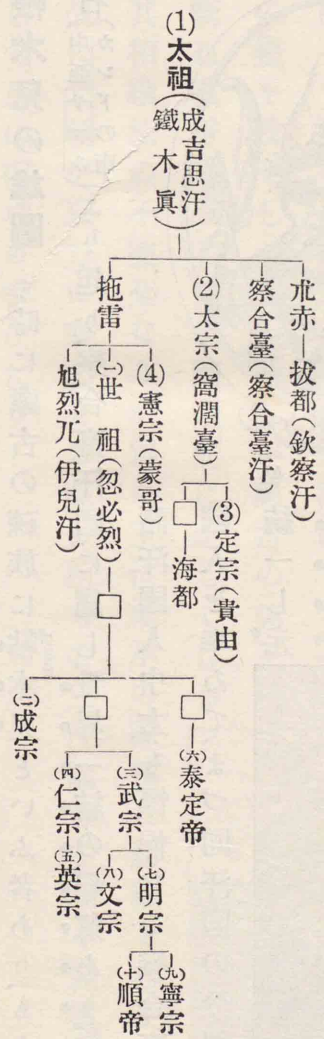 (1)太祖(成吉思汗 鐵木眞)
朮赤—拔都(欽察汗)
察合臺(察合臺汗)
(2)太宗(窩濶臺)
拖雷
(3)定宗(貴由)
□—海都
(4)憲宗(蒙哥)
(一)世祖(忽必烈)
旭烈兀(伊兒汗)
□
□
(六)泰定帝
□
(二)成宗
(三)武宗
(四)仁宗—(五)英宗
(七)明宗
(八)文宗
(九)寧宗
(十)順帝